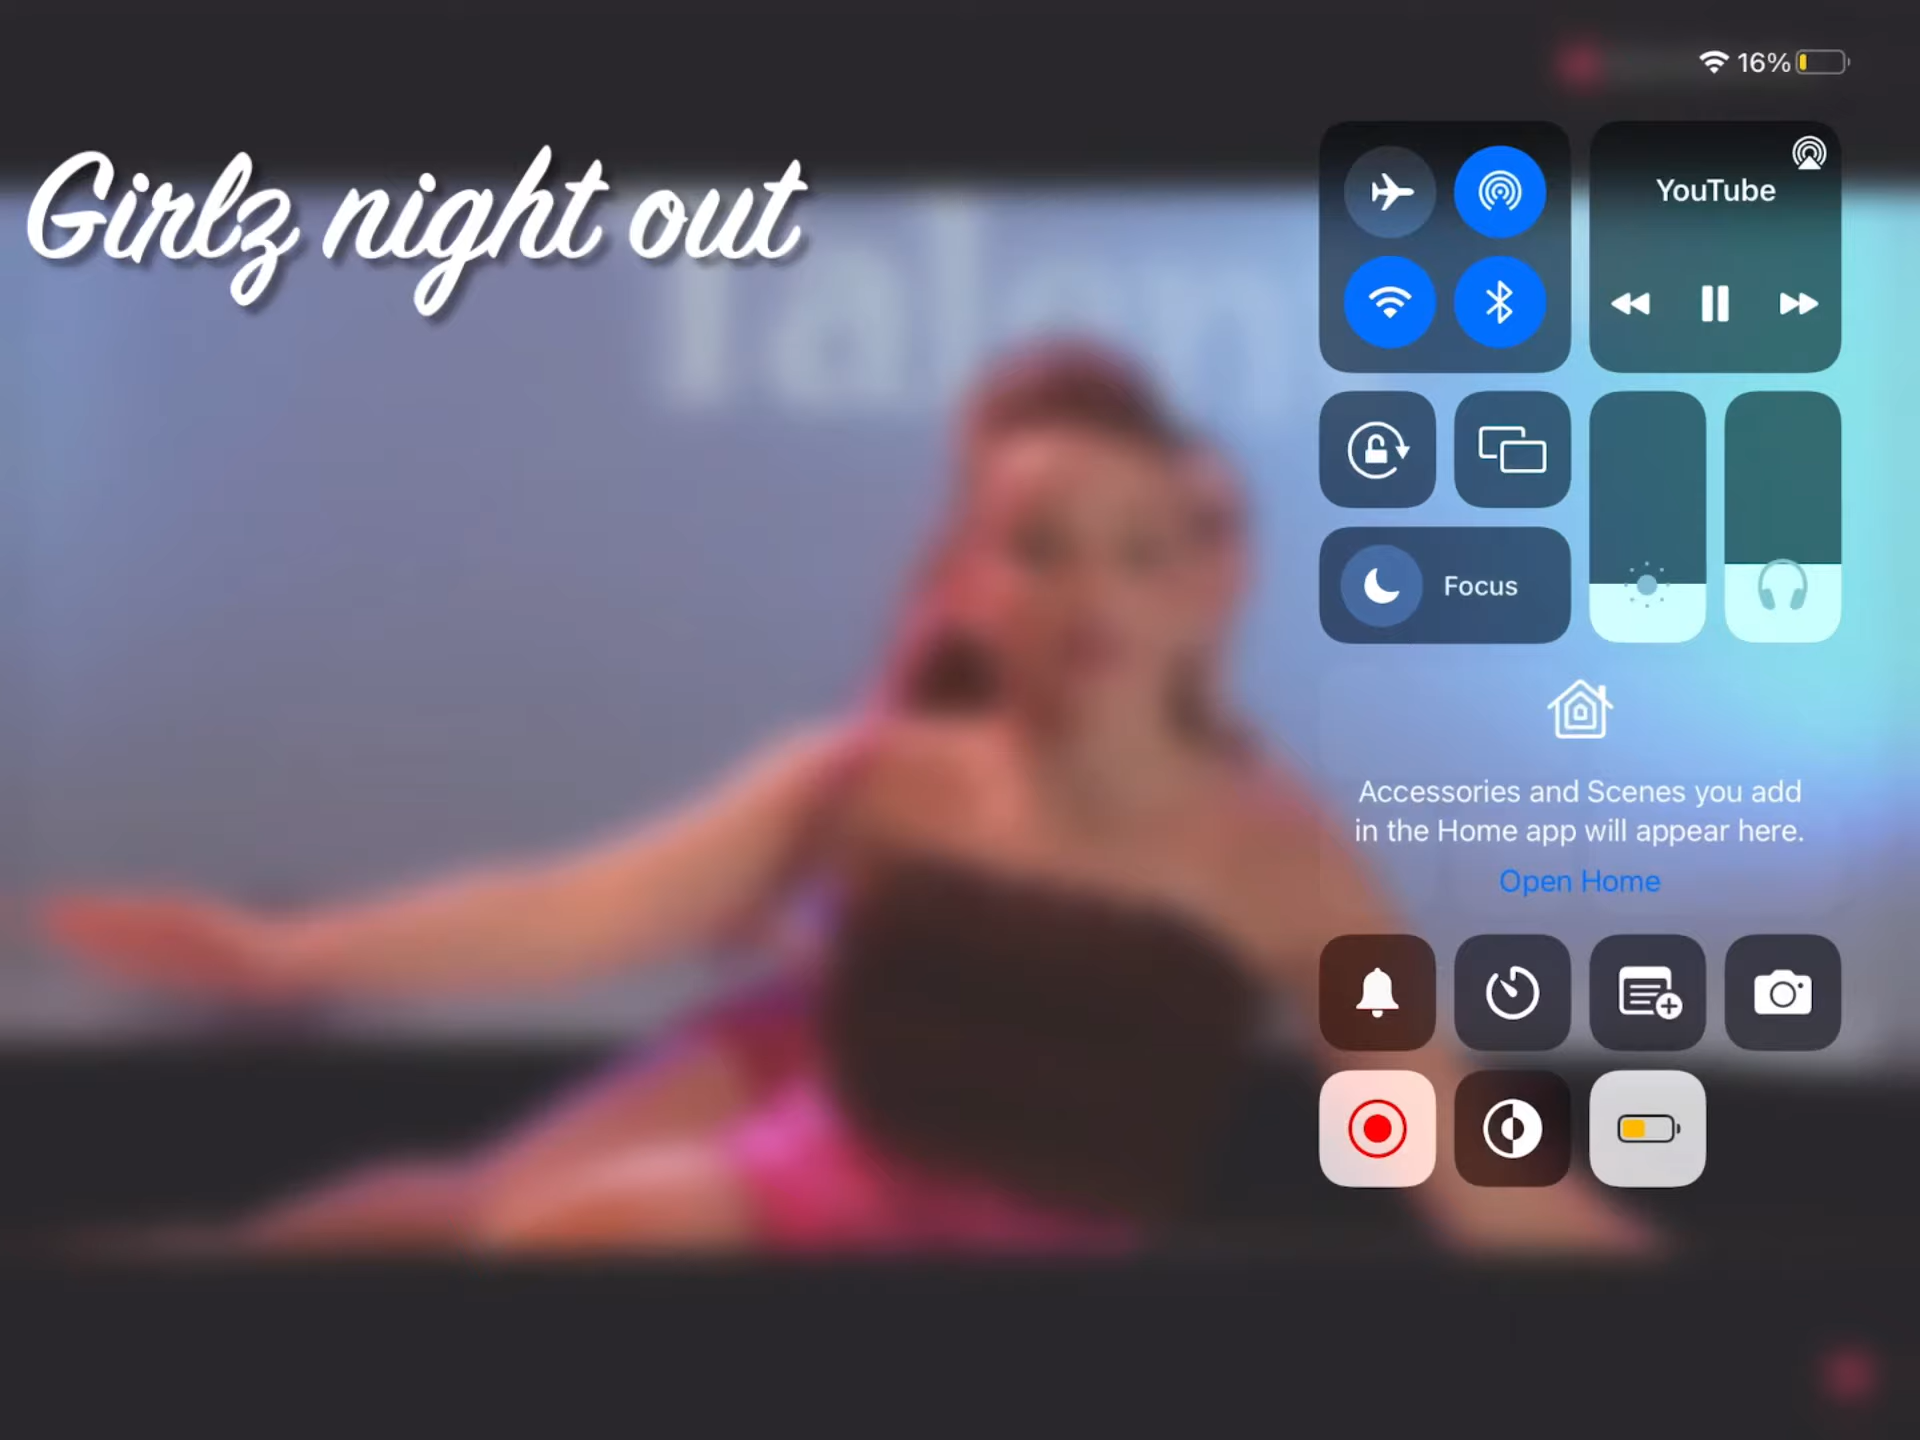 16%
Girlz night out
YouTube
Talen
Focus
Accessories and Scenes you add
in the Home app will appear here.
Open Home